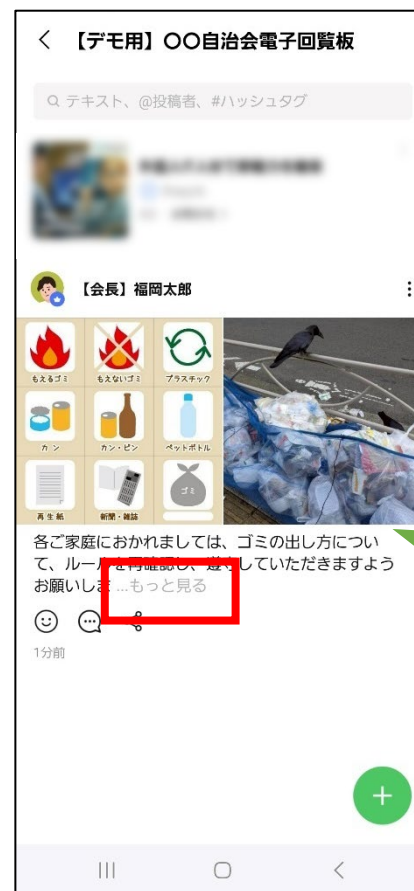 【デモ用】〇〇自治会電子回覧板
テキスト、@投稿者、#ハッシュタグ
【会長】福岡太郎
もえるゴミ
もえないゴミ
プラスチック
カン
カン・ビン
ペットボトル
ゴミ
再生紙
新聞・雑誌
各ご家庭におかれましては、ゴミの出し方につい
て、ルールを再確認し、遵守していただきますよう
お願いしま ...もっと見る
1分前